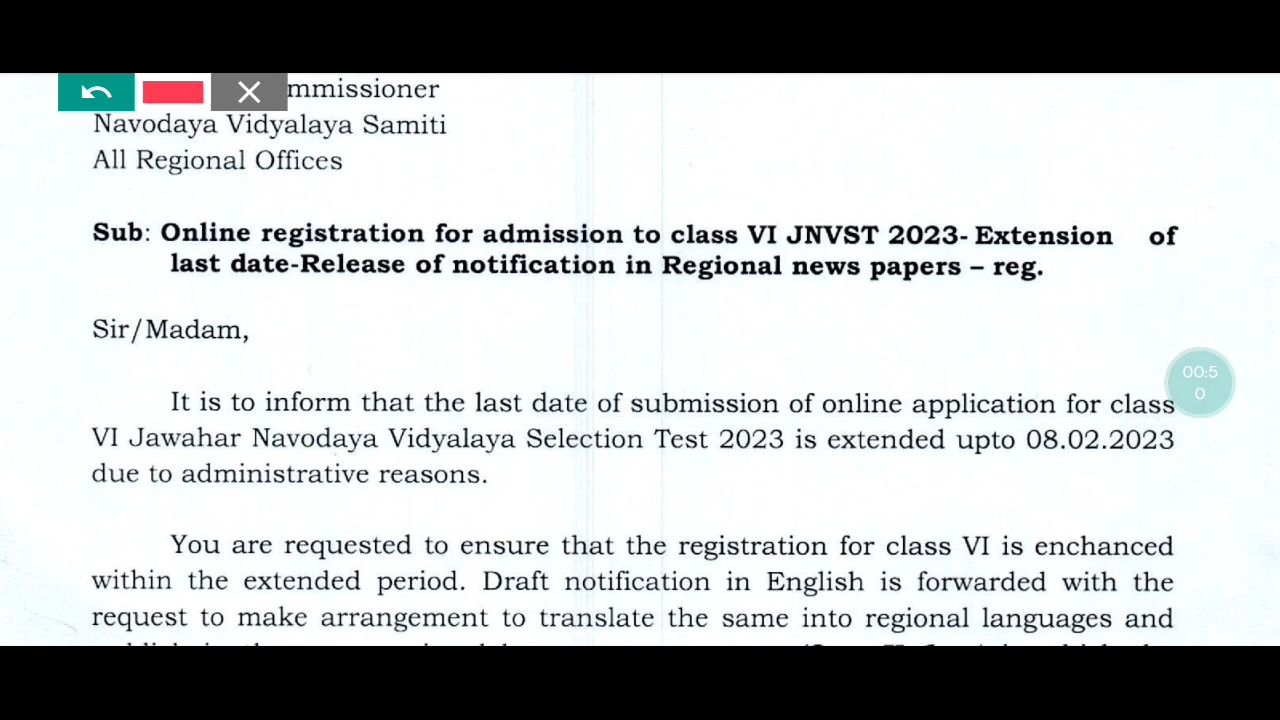 mmissioner
Navodaya Vidyalaya Samiti
All Regional Offices
Sub: Online registration for admission to class VI JNVST 2023- Extension of
last date-Release of notification in Regional news papers – reg.
Sir/Madam,
It is to inform that the last date of submission of online application for class
VI Jawahar Navodaya Vidyalaya Selection Test 2023 is extended upto 08.02.2023
due to administrative reasons.
You are requested to ensure that the registration for class VI is enchanced
within the extended period. Draft notification in English is forwarded with the
request to make arrangement to translate the same into regional languages and
00:5
0